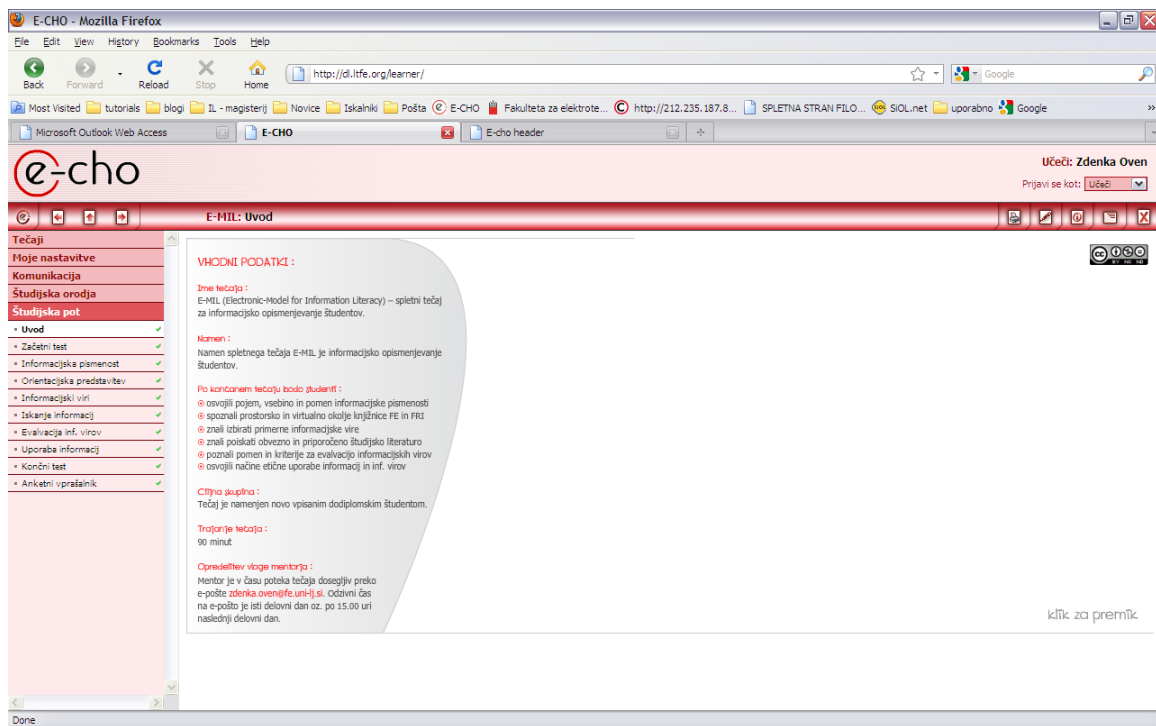 E-CHO - Mozilla Firefox
File Edit View History Bookmarks Tools Help
Back Forward Reload Stop Home http://dl.ltfe.org/learner/ Google
Most Visited tutorials blogi IL - magisterij Novice Iskalniki Pošta E-CHO Fakulteta za elektrote... http://212.235.187.8... SPLETNA STRAN FILO... SiOL.net uporabno Google »
Microsoft Outlook Web Access E-CHO E-cho header
e-cho
Učeči: Zdenka Oven
Prijavi se kot: Učeči
E-MIL: Uvod
Tečaji
Moje nastavitve
Komunikacija
Študijska orodja
Študijska pot
Uvod
Začetni test
Informacijska pismenost
Orientacijska predstavitev
Informacijski viri
Iskanje informacij
Evalvacija inf. virov
Uporaba informacij
Končni test
Anketni vprašalnik
VHODNI PODATKI :
Ime tečaja :
E-MIL (Electronic-Model for Information Literacy) – spletni tečaj
za informacijsko opismenjevanje študentov.
Namen :
Namen spletnega tečaja E-MIL je informacijsko opismenjevanje
študentov.
Po končanem tečaju bodo študenti :
osvojili pojem, vsebino in pomen informacijske pismenosti
spoznali prostorsko in virtualno okolje knjižnice FE in FRI
znali izbirati primerne informacijske vire
znali poiskati obvezno in priporočeno študijsko literaturo
poznali pomen in kriterije za evalvacijo informacijskih virov
osvojili načine etične uporabe informacij in inf. virov
Ciljna skupina :
Tečaj je namenjen novo vpisanim dodiplomskim študentom.
Trajanje tečaja :
90 minut
Opredelitev vloge mentorja :
Mentor je v času poteka tečaja dosegljiv preko
e-pošte zdenka.oven@fe.uni-lj.si. Odzivni čas
na e-pošto je isti delovni dan oz. po 15.00 uri
naslednji delovni dan.
cc BY NC ND
klik za premik
Done